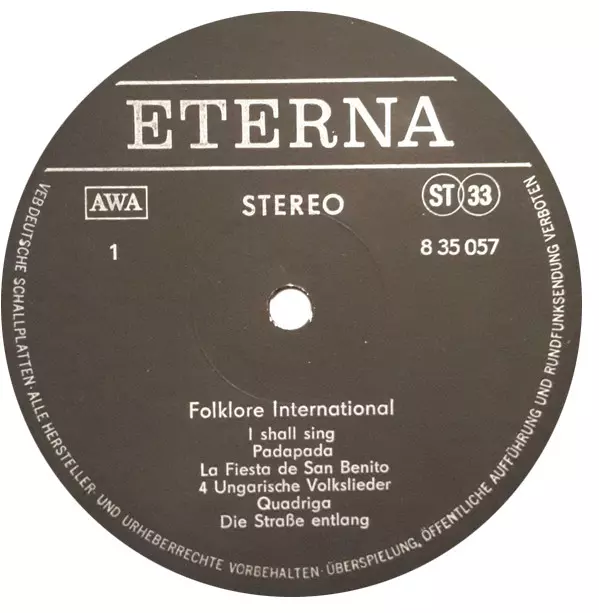 ETERNA
AWA
STEREO
ST 33
1
8 35 057
Folklore International
I shall sing
Padapada
La Fiesta de San Benito
4 Ungarische Volkslieder
Quadriga
Die Straße entlang
VEB DEUTSCHE SCHALLPLATTEN · ALLE HERSTELLER- UND URHEBERRECHTE VORBEHALTEN · ÜBERSPIELUNG, ÖFFENTLICHE AUFFÜHRUNG UND RUNDFUNKSENDUNG VERBOTEN